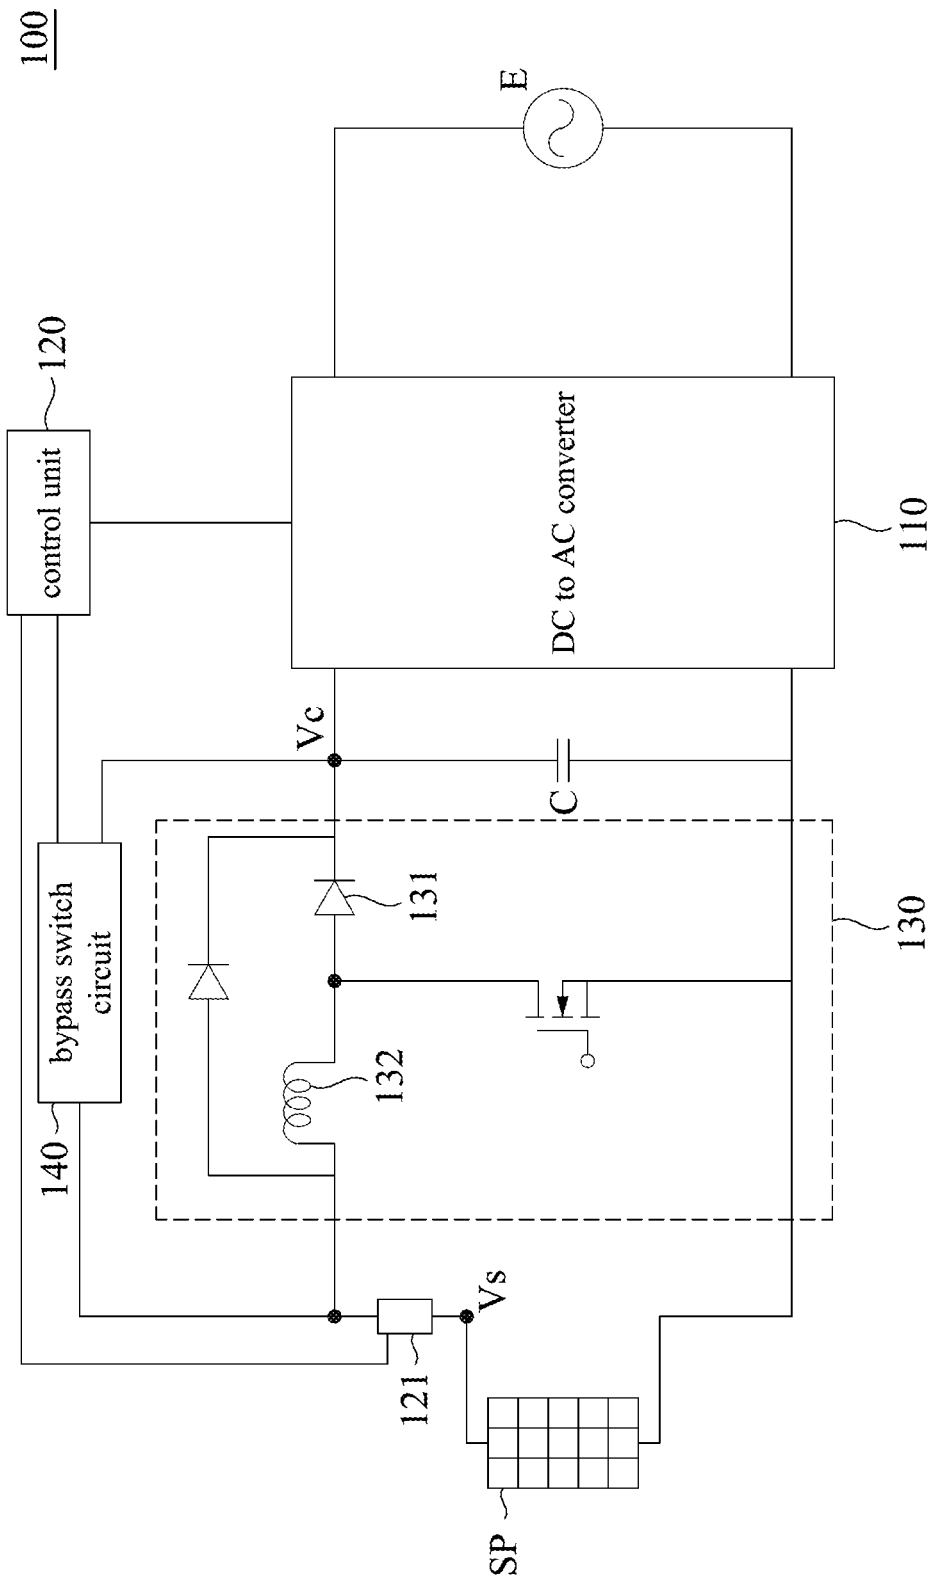 100
120
control unit
E
bypass switch
circuit
140
Vc
DC to AC converter
110
C
131
132
130
Vs
121
SP